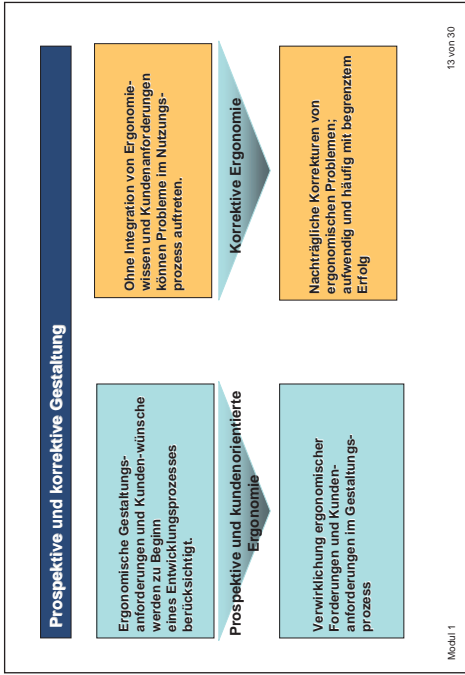 Prospektive und korrektive Gestaltung
Ergonomische Gestaltungs-
anforderungen und Kunden-wünsche
werden zu Beginn
eines Entwicklungsprozesses
berücksichtigt.
Prospektive und kundenorientierte
Ergonomie
Verwirklichung ergonomischer
Forderungen und Kunden-
anforderungen im Gestaltungs-
prozess
Ohne Integration von Ergonomie-
wissen und Kundenanforderungen
können Probleme im Nutzungs-
prozess auftreten.
Korrektive Ergonomie
Nachträgliche Korrekturen von
ergonomischen Problemen;
aufwendig und häufig mit begrenztem
Erfolg
Modul 1
13 von 30